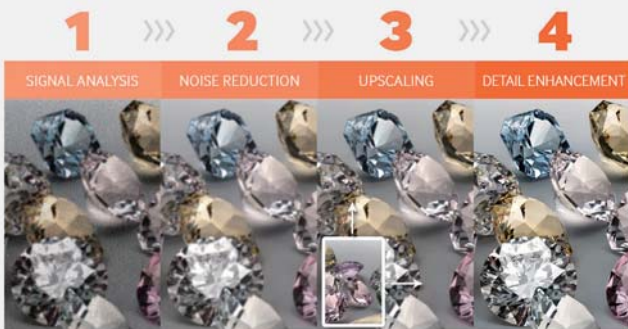 1 >>> 2 >>> 3 >>> 4
SIGNAL ANALYSIS NOISE REDUCTION UPSCALING DETAIL ENHANCEMENT